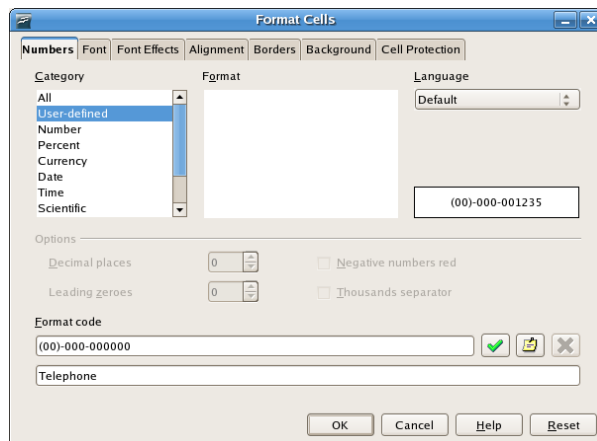 Format Cells
Numbers Font Font Effects Alignment Borders Background Cell Protection
Category Format Language
All
User-defined
Number
Percent
Currency
Date
Time
Scientific
Default
(00)-000-001235
Options
Decimal places 0 Negative numbers red
Leading zeroes 0 Thousands separator
Format code
(00)-000-000000
Telephone
OK Cancel Help Reset